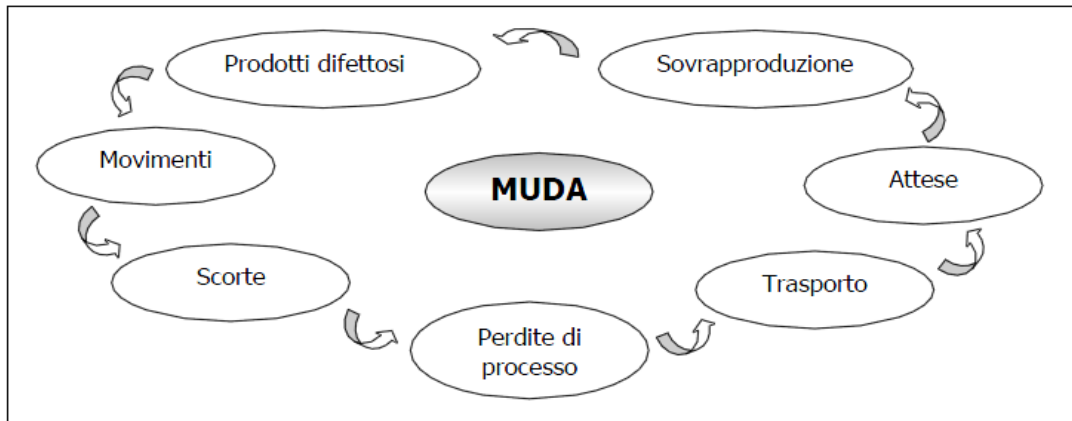 Prodotti difettosi
Sovrapproduzione
Movimenti
MUDA
Attese
Scorte
Trasporto
Perdite di
processo